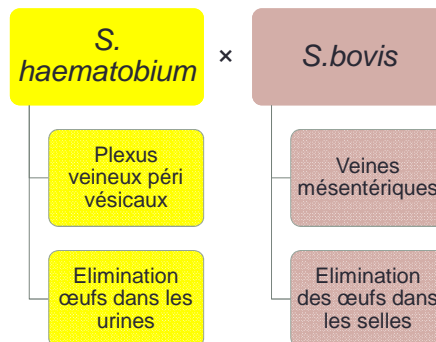 S.
haematobium
×
S.bovis
Plexus
veineux péri
vésicaux
Veines
mésentériques
Elimination
œufs dans les
urines
Elimination
des œufs dans
les selles